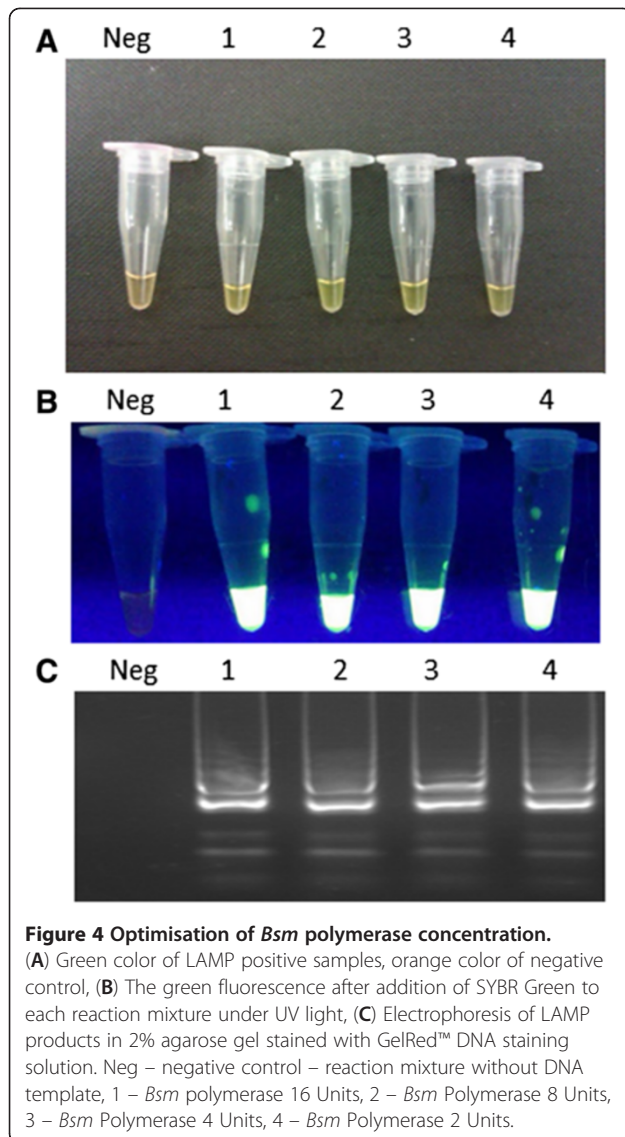 A Neg 1 2 3 4
B Neg 1 2 3 4
C Neg 1 2 3 4
Figure 4 Optimisation of Bsm polymerase concentration.
(A) Green color of LAMP positive samples, orange color of negative
control, (B) The green fluorescence after addition of SYBR Green to
each reaction mixture under UV light, (C) Electrophoresis of LAMP
products in 2% agarose gel stained with GelRed™ DNA staining
solution. Neg – negative control – reaction mixture without DNA
template, 1 – Bsm polymerase 16 Units, 2 – Bsm Polymerase 8 Units,
3 – Bsm Polymerase 4 Units, 4 – Bsm Polymerase 2 Units.